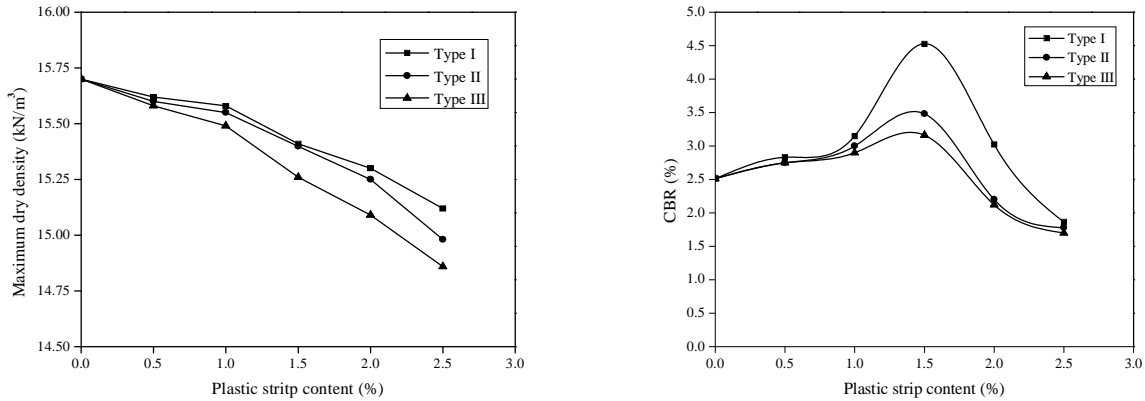 16.00
15.75
15.50
15.25
15.00
14.75
14.50
Maximum dry density (kN/m³)
Type I
Type II
Type III
0.0 0.5 1.0 1.5 2.0 2.5 3.0
Plastic stritp content (%)
5.0
4.5
4.0
3.5
3.0
2.5
2.0
1.5
1.0
0.5
0.0
CBR (%)
Type I
Type II
Type III
0.0 0.5 1.0 1.5 2.0 2.5 3.0
Plastic strip content (%)